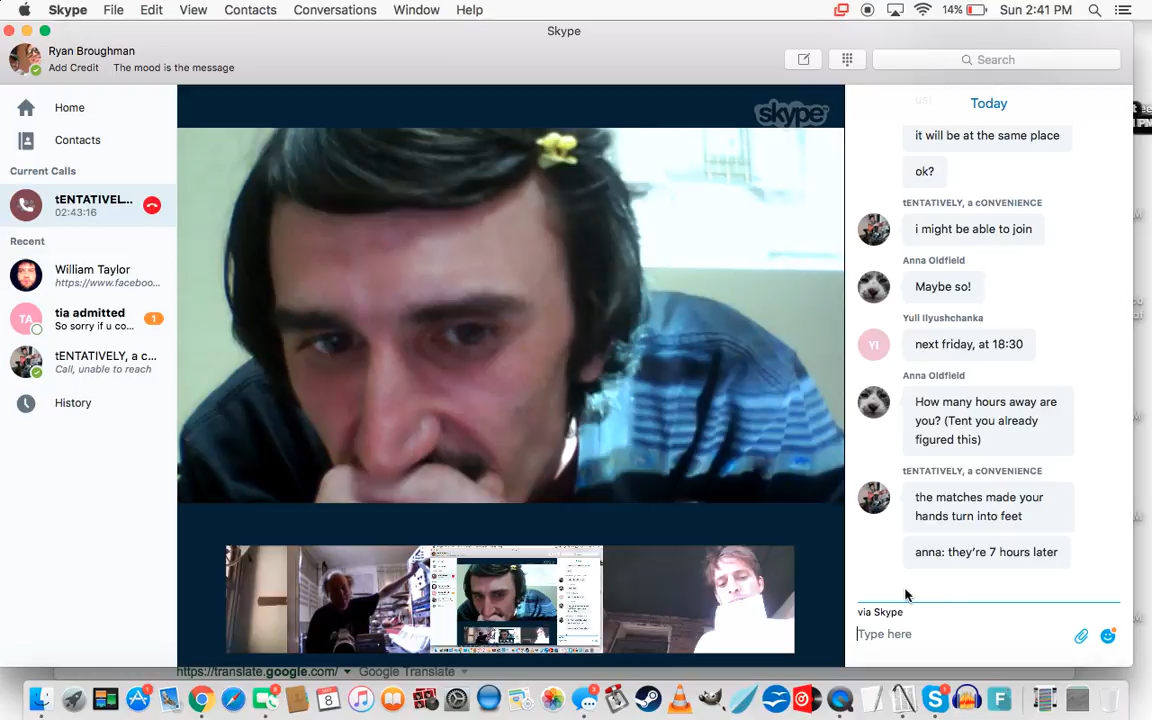 Skype File Edit View Contacts Conversations Window Help 14% Sun 2:41 PM
Skype
Ryan Broughman
Add Credit The mood is the message
Search
Home
Contacts
Current Calls
tENTATIVEL...
02:43:16
Recent
William Taylor
https://www.faceboo...
TA
tia admitted
So sorry if u co...
1
tENTATIVELY, a c...
Call, unable to reach
History
skype
us!
Today
it will be at the same place
ok?
tENTATIVELY, a cONVENIENCE
i might be able to join
Anna Oldfield
Maybe so!
Yuli Ilyushchanka
YI
next friday, at 18:30
Anna Oldfield
How many hours away are
you? (Tent you already
figured this)
tENTATIVELY, a cONVENIENCE
the matches made your
hands turn into feet
anna: they're 7 hours later
via Skype
Type here
https://translate.google.com/ Google Translate